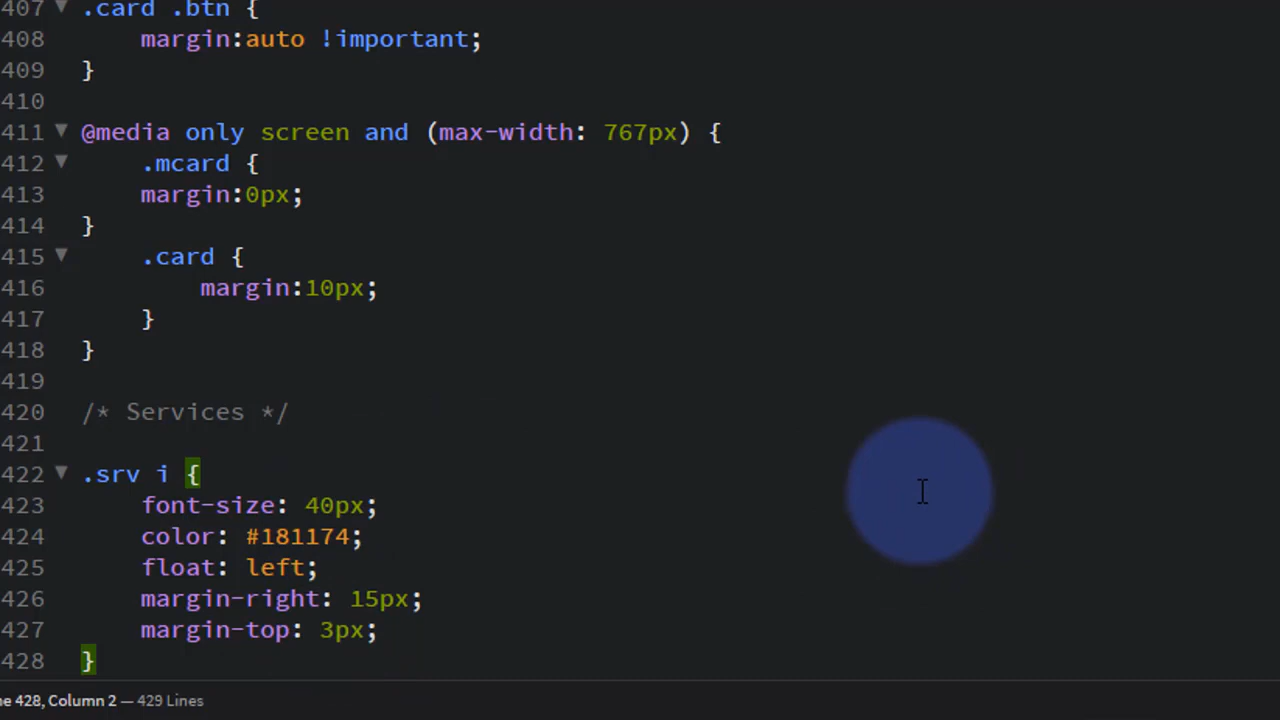 407 ▼ .card .btn {
408 margin:auto !important;
409 }
410
411 ▼ @media only screen and (max-width: 767px) {
412 ▼ .mcard {
413 margin:0px;
414 }
415 ▼ .card {
416 margin:10px;
417 }
418 }
419
420 /* Services */
421
422 ▼ .srv i {
423 font-size: 40px;
424 color: #181174;
425 float: left;
426 margin-right: 15px;
427 margin-top: 3px;
428 }
ne 428, Column 2 — 429 Lines